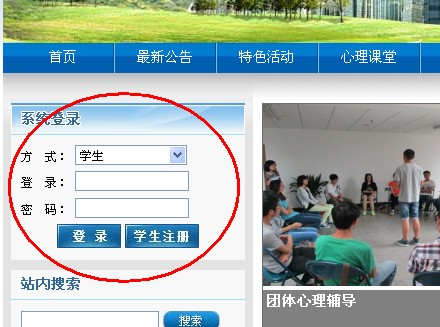 首页 最新公告 特色活动 心理课堂
系统登录
方 式： 学生
登 录：
密 码：
登 录 学生注册
站内搜索
搜索
团体心理辅导